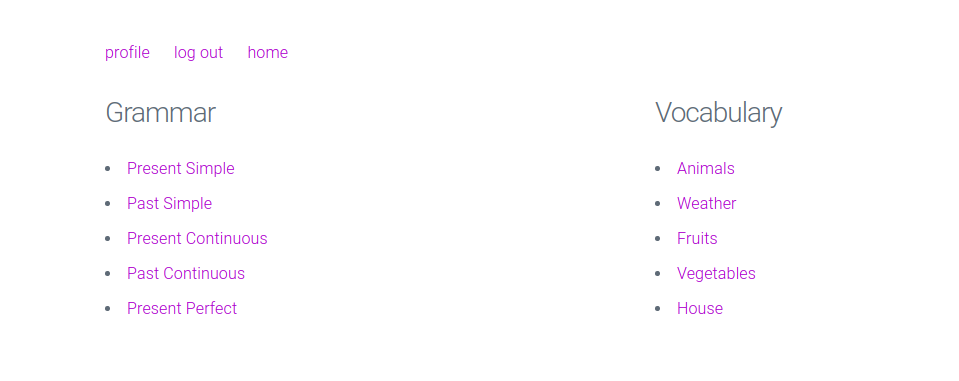 profile log out home
Grammar
Present Simple
Past Simple
Present Continuous
Past Continuous
Present Perfect
Vocabulary
Animals
Weather
Fruits
Vegetables
House